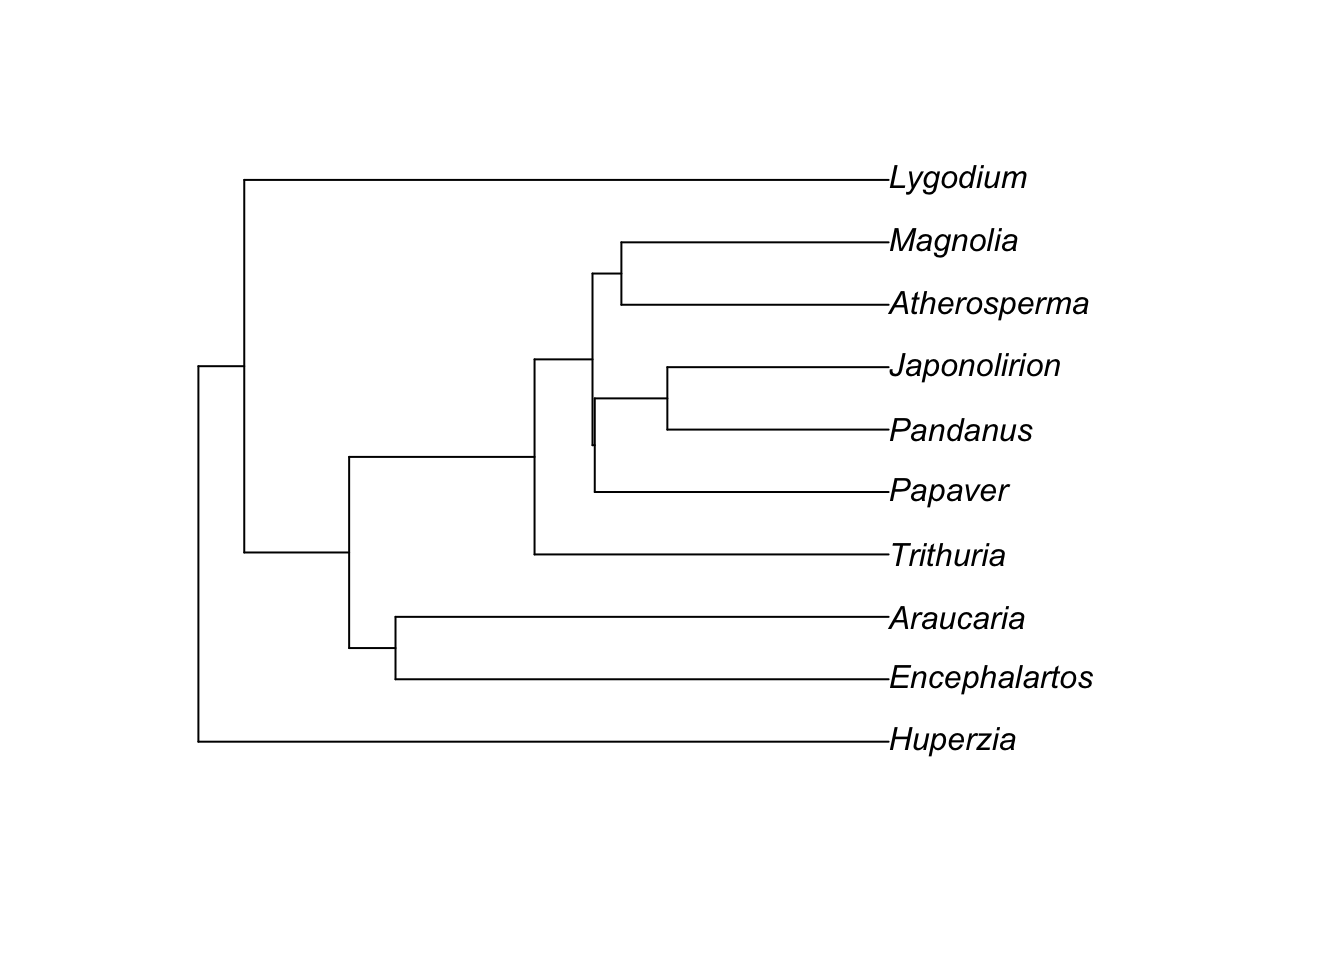 Lygodium
Magnolia
Atherosperma
Japonolirion
Pandanus
Papaver
Trithuria
Araucaria
Encephalartos
Huperzia